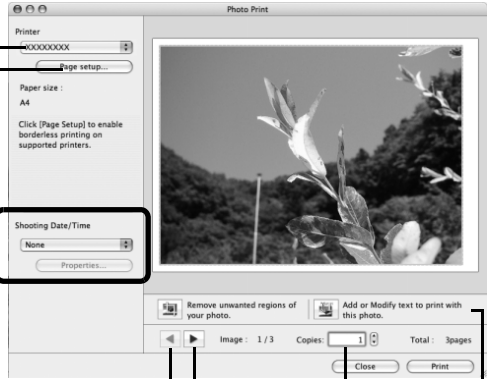 Photo Print
Printer
XXXXXXXX
Page setup...
Paper size :
A4
Click [Page Setup] to enable
borderless printing on
supported printers.
Shooting Date/Time
None
Properties...
Remove unwanted regions of
your photo.
Add or Modify text to print with
this photo.
Image : 1 / 3
Copies: 1
Total : 3pages
Close
Print